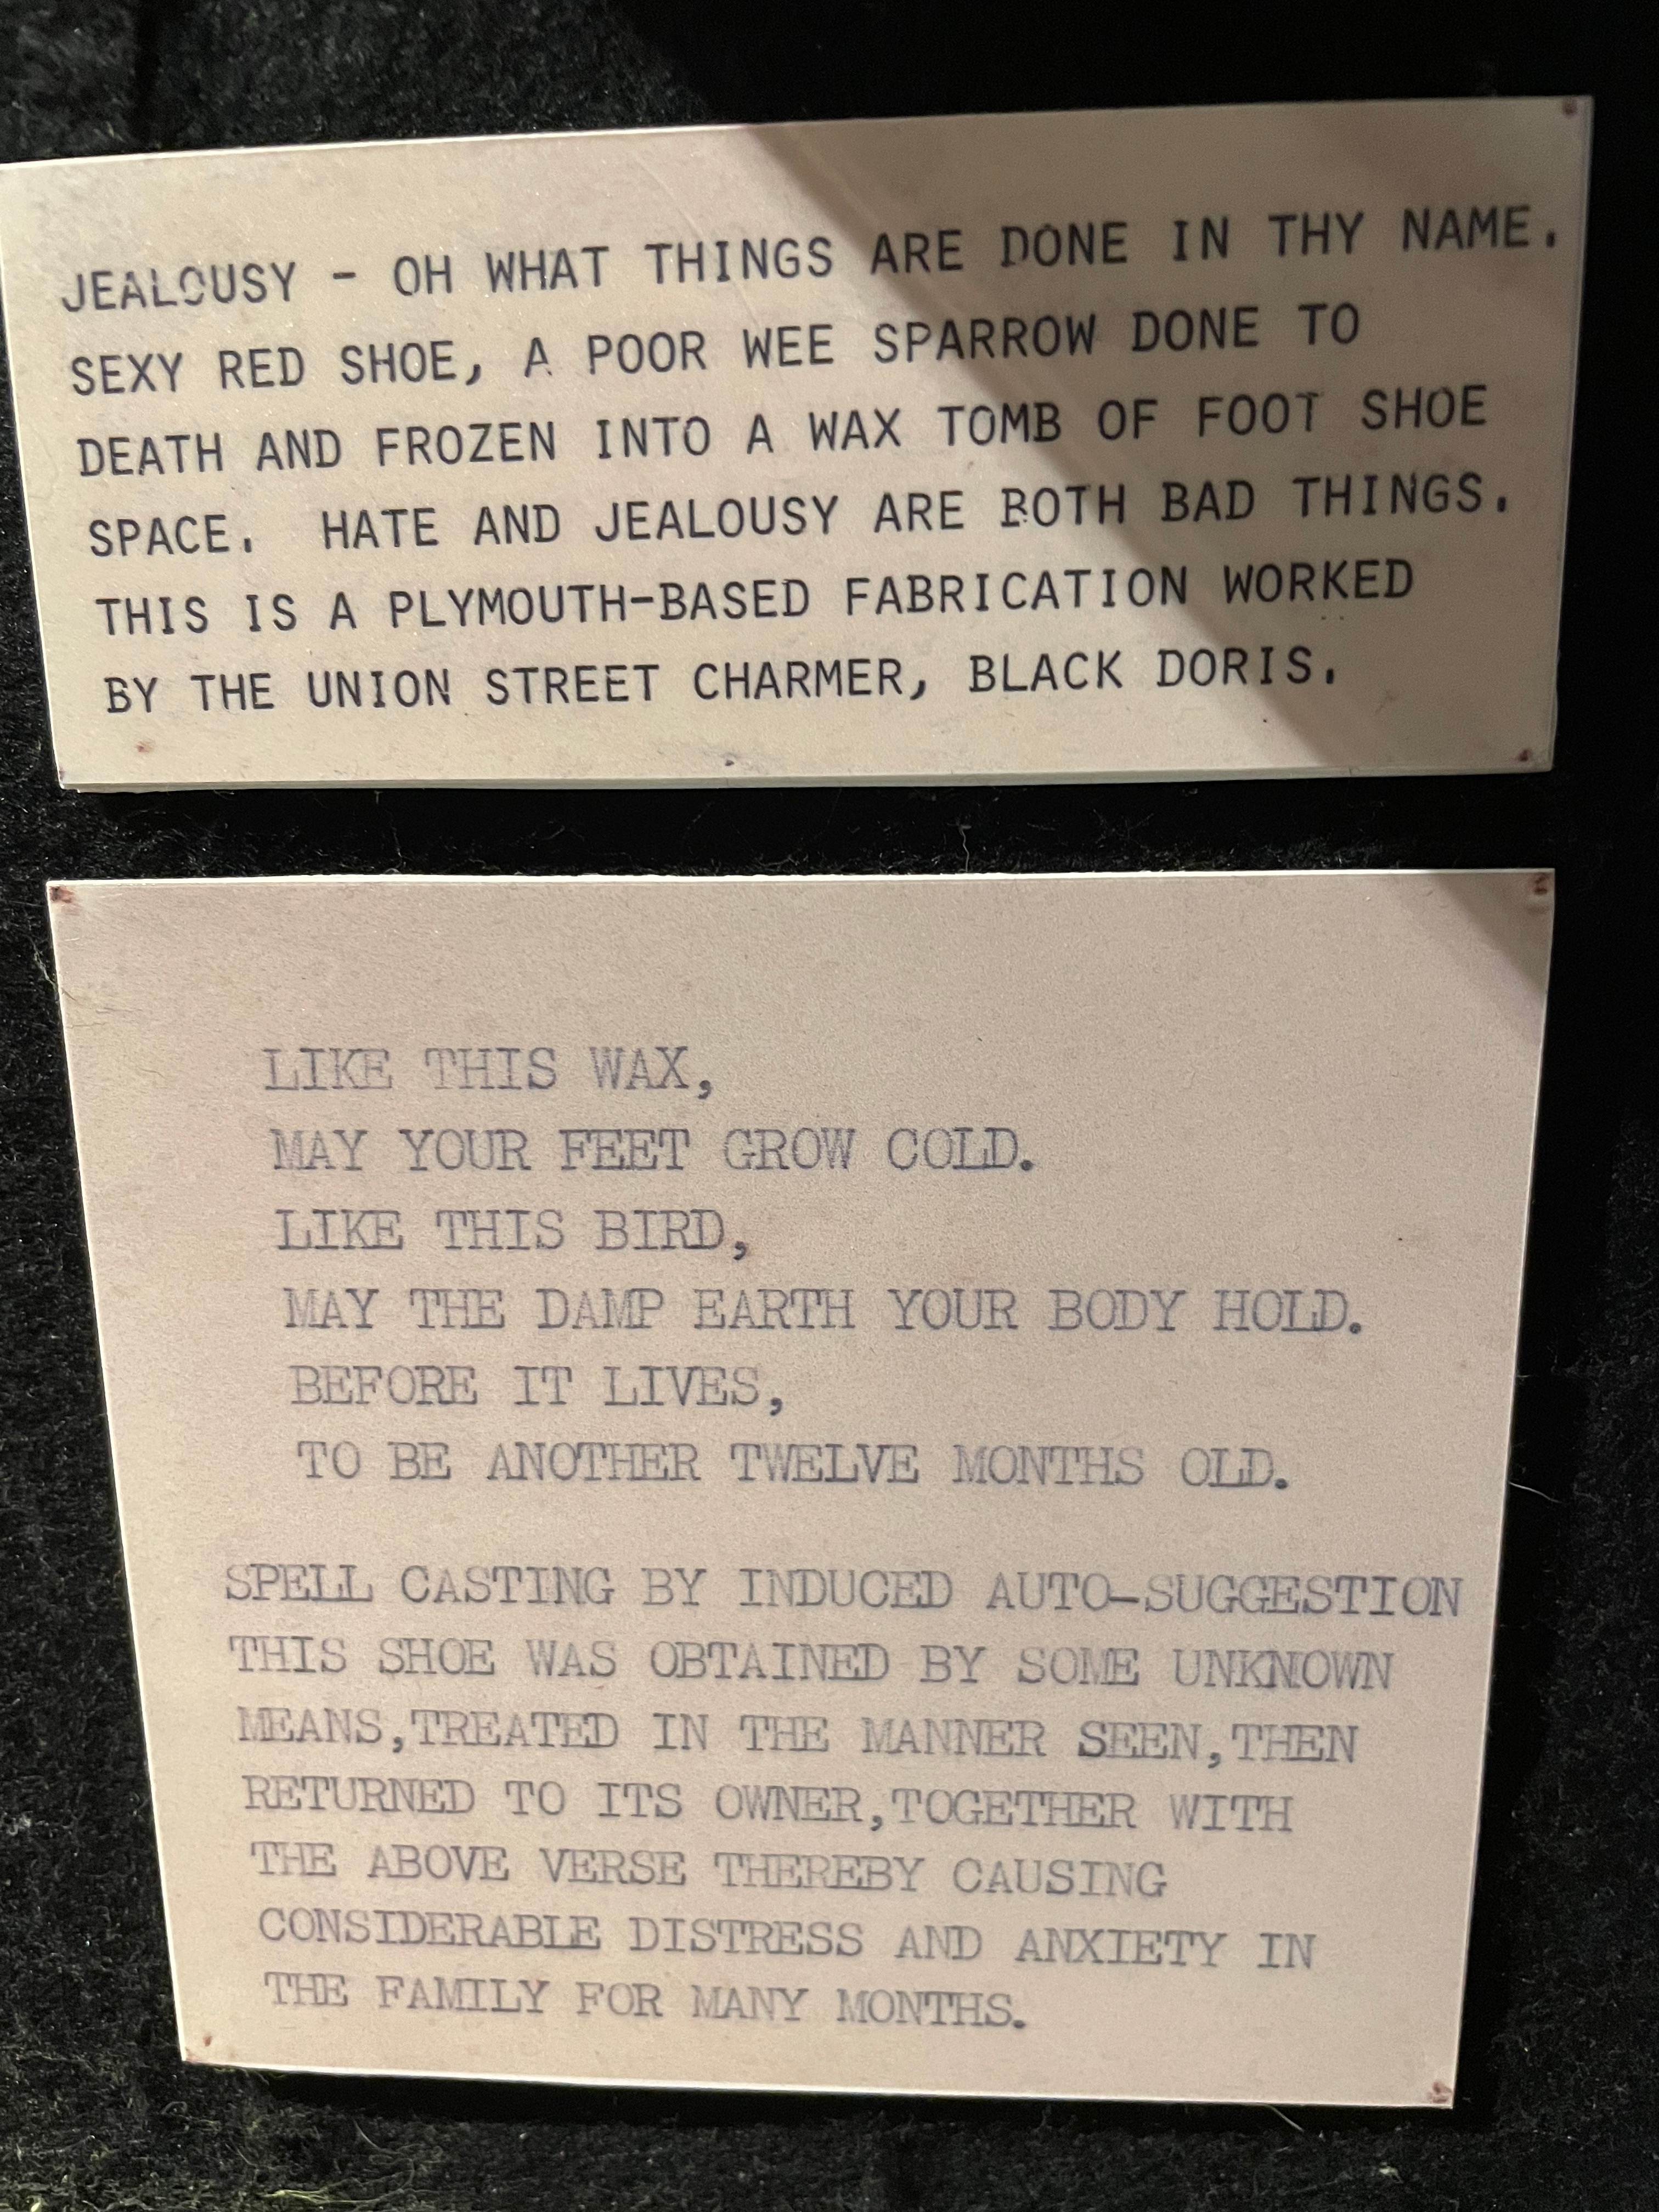 JEALOUSY - OH WHAT THINGS ARE DONE IN THY NAME.
SEXY RED SHOE, A POOR WEE SPARROW DONE TO
DEATH AND FROZEN INTO A WAX TOMB OF FOOT SHOE
SPACE. HATE AND JEALOUSY ARE BOTH BAD THINGS.
THIS IS A PLYMOUTH-BASED FABRICATION WORKED
BY THE UNION STREET CHARMER, BLACK DORIS.
LIKE THIS WAX,
MAY YOUR FEET GROW COLD.
LIKE THIS BIRD,
MAY THE DAMP EARTH YOUR BODY HOLD.
BEFORE IT LIVES,
TO BE ANOTHER TWELVE MONTHS OLD.
SPELL CASTING BY INDUCED AUTO-SUGGESTION
THIS SHOE WAS OBTAINED BY SOME UNKNOWN
MEANS,TREATED IN THE MANNER SEEN,THEN
RETURNED TO ITS OWNER,TOGETHER WITH
THE ABOVE VERSE THEREBY CAUSING
CONSIDERABLE DISTRESS AND ANXIETY IN
THE FAMILY FOR MANY MONTHS.